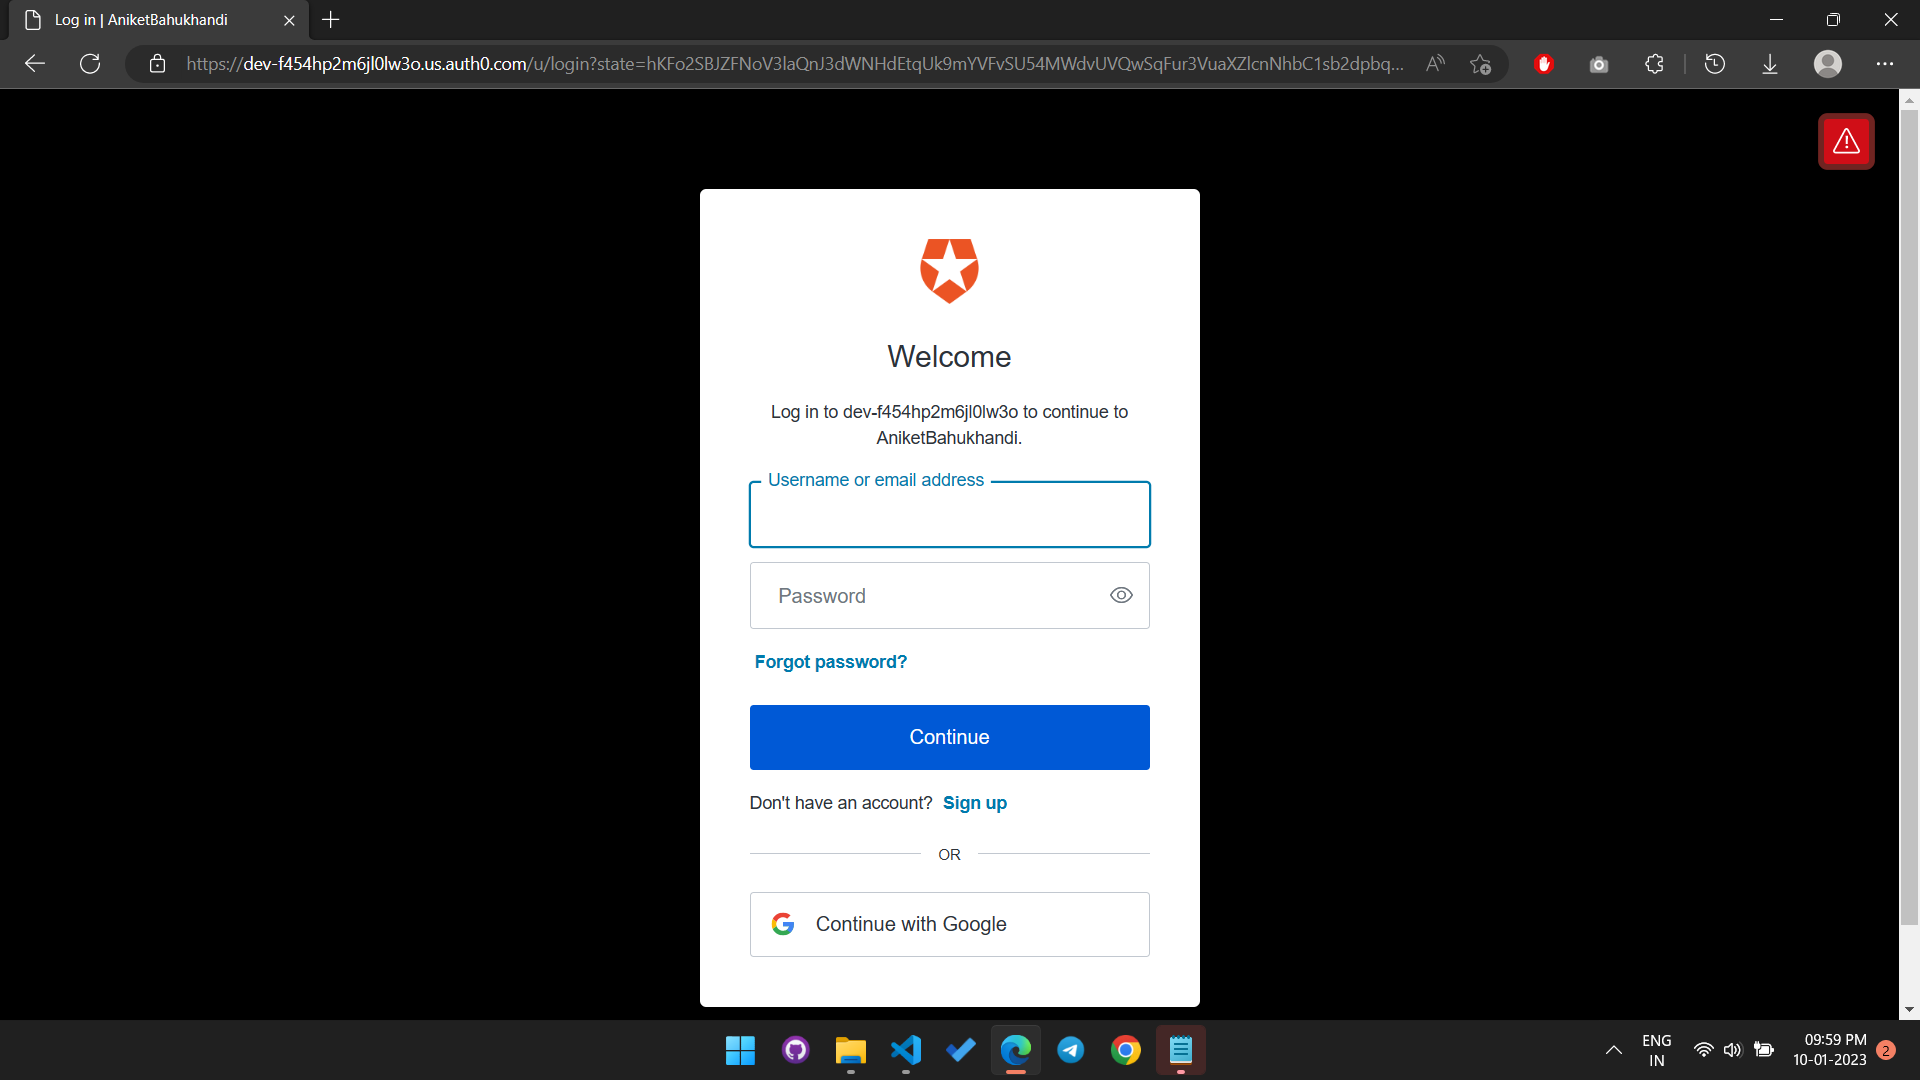 Log in | AniketBahukhandi
https://dev-f454hp2m6jl0lw3o.us.auth0.com/u/login?state=hKFo2SBJZFNoV3laQnJ3dWNHdEtqUk9mYVFvSU54MWdvUVQwSqFur3VuaXZlcnNhbC1sb2dpbq...
Welcome
Log in to dev-f454hp2m6jl0lw3o to continue to
AniketBahukhandi.
Username or email address
Password
Forgot password?
Continue
Don't have an account? Sign up
OR
Continue with Google
ENG
IN
09:59 PM
10-01-2023
2